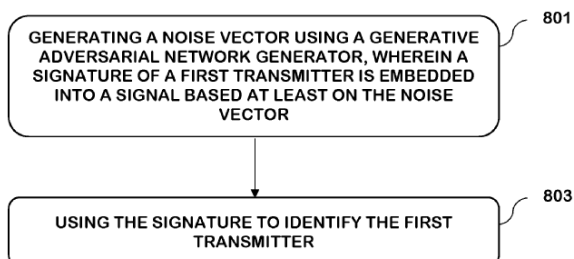 801
GENERATING A NOISE VECTOR USING A GENERATIVE
ADVERSARIAL NETWORK GENERATOR, WHEREIN A
SIGNATURE OF A FIRST TRANSMITTER IS EMBEDDED
INTO A SIGNAL BASED AT LEAST ON THE NOISE
VECTOR
803
USING THE SIGNATURE TO IDENTIFY THE FIRST
TRANSMITTER